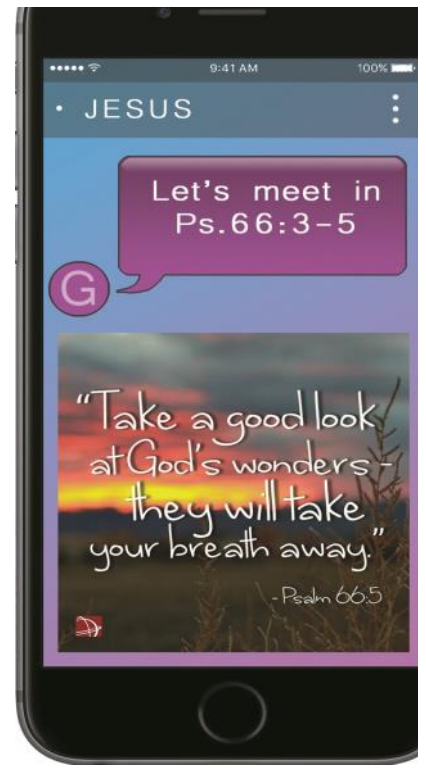 9:41 AM
100%
· JESUS
Let's meet in
Ps.66:3-5
G
"Take a good look
at God's wonders -
they will take
your breath away."
- Psalm 66:5